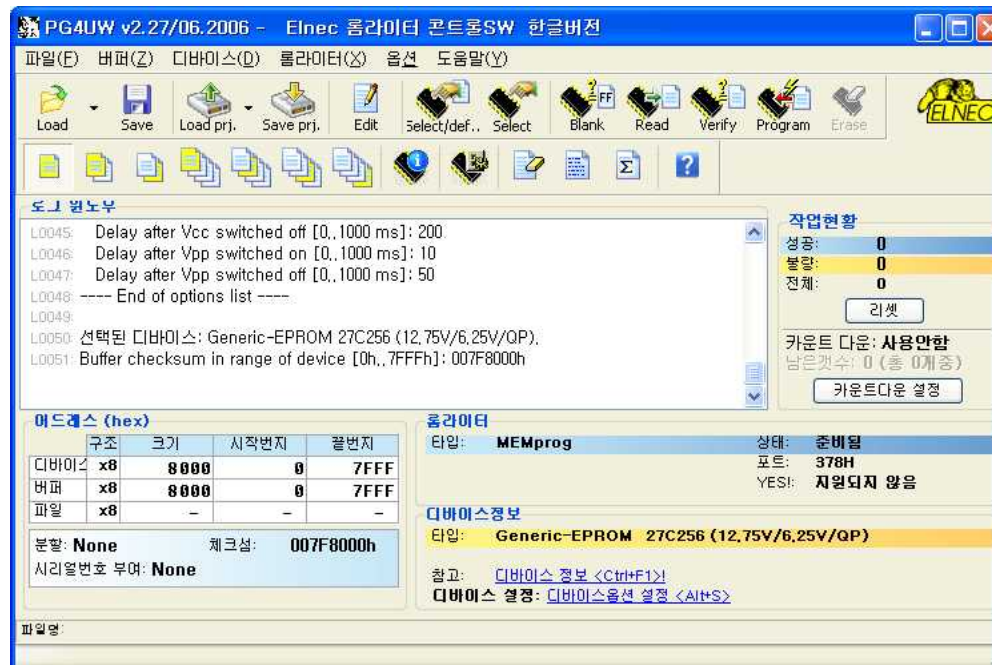 PG4UW v2.27/06.2006 - Elnec 롬라이터 콘트롤SW 한글버전
파일(F) 버퍼(Z) 디바이스(D) 롬라이터(X) 옵션 도움말(Y)
Load Save Load prj. Save prj. Edit Select/def.. Select Blank Read Verify Program Erase
ELNEC
로그 윈도우
L0045: Delay after Vcc switched off [0..1000 ms]: 200
L0046: Delay after Vpp switched on [0..1000 ms]: 10
L0047: Delay after Vpp switched off [0..1000 ms]: 50
L0048: ---- End of options list ----
L0049:
L0050: 선택된 디바이스: Generic-EPROM 27C256 (12.75V/6.25V/QP).
L0051: Buffer checksum in range of device [0h..7FFFh]: 007F8000h
작업현황
성공: 0
불량: 0
전체: 0
리셋
카운트 다운: 사용안함
남은갯수: 0 (총 0개중)
카운트다운 설정
어드레스 (hex)
구조 크기 시작번지 끝번지
디바이스 x8 8000 0 7FFF
버퍼 x8 8000 0 7FFF
파일 x8 - - -
분할: None 체크섬: 007F8000h
시리얼번호 부여: None
롬라이터
타입: MEMprog 상태: 준비됨
포트: 378H
YES!: 지원되지 않음
디바이스정보
타입: Generic-EPROM 27C256 (12.75V/6.25V/QP)
참고: 디바이스 정보 <Ctrl+F1>!
디바이스 설정: 디바이스옵션 설정 <Alt+S>
파일명: